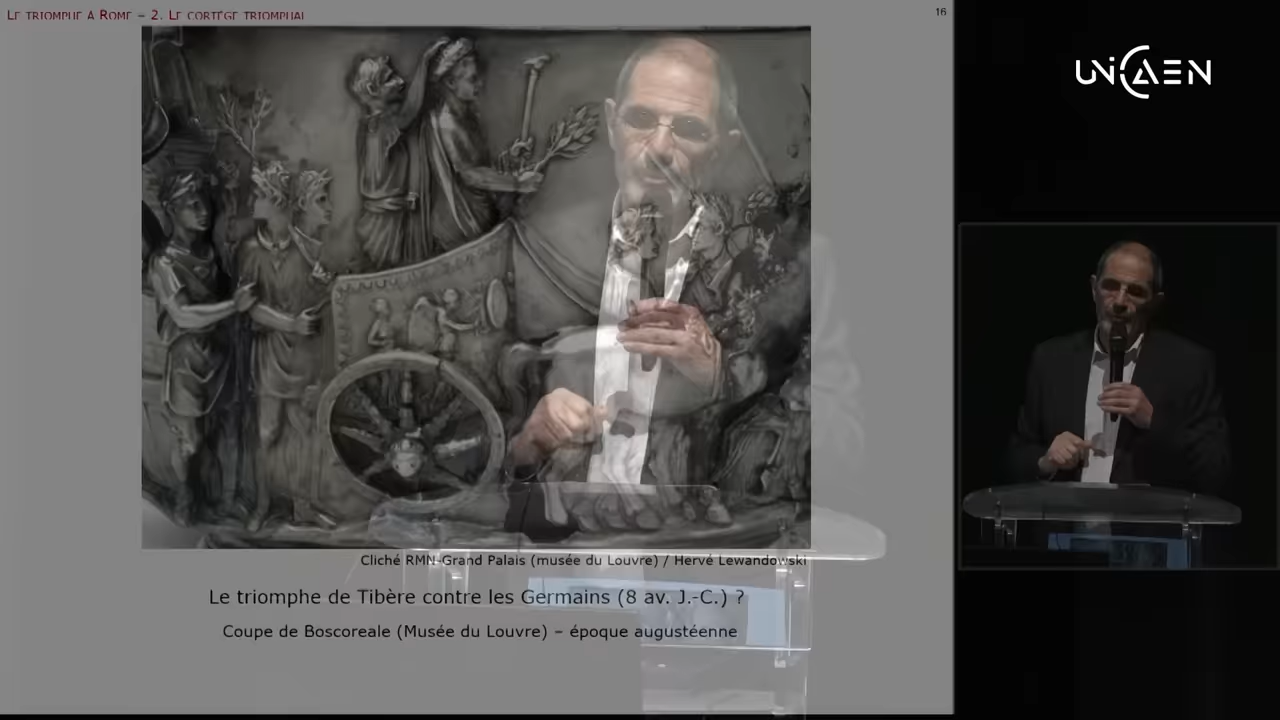 Le triomphe à Rome – 2. Le cortège triomphal
16
UNICAEN
Cliché RMN-Grand Palais (musée du Louvre) / Hervé Lewandowski
Le triomphe de Tibère contre les Germains (8 av. J.-C.) ?
Coupe de Boscoreale (Musée du Louvre) – époque augustéenne